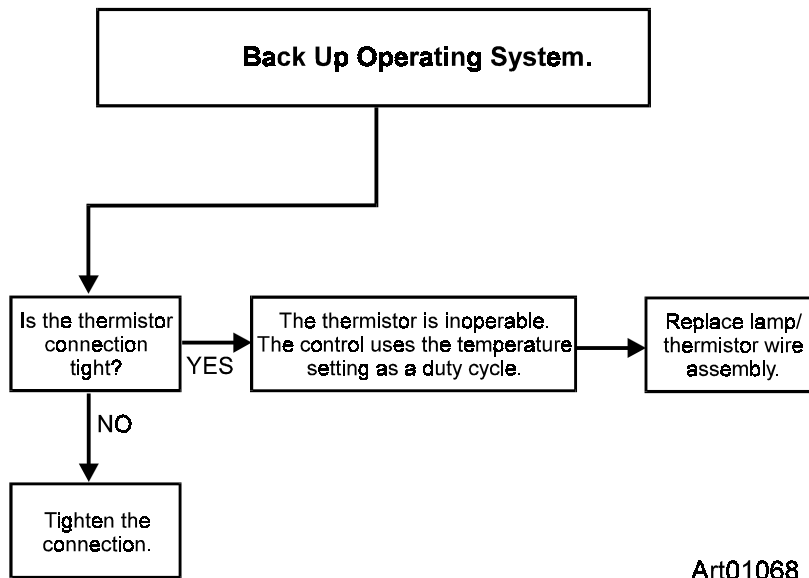 Back Up Operating System.
Is the thermistor
connection
tight?
YES
The thermistor is inoperable.
The control uses the temperature
setting as a duty cycle.
Replace lamp/
thermistor wire
assembly.
NO
Tighten the
connection.
Art01068